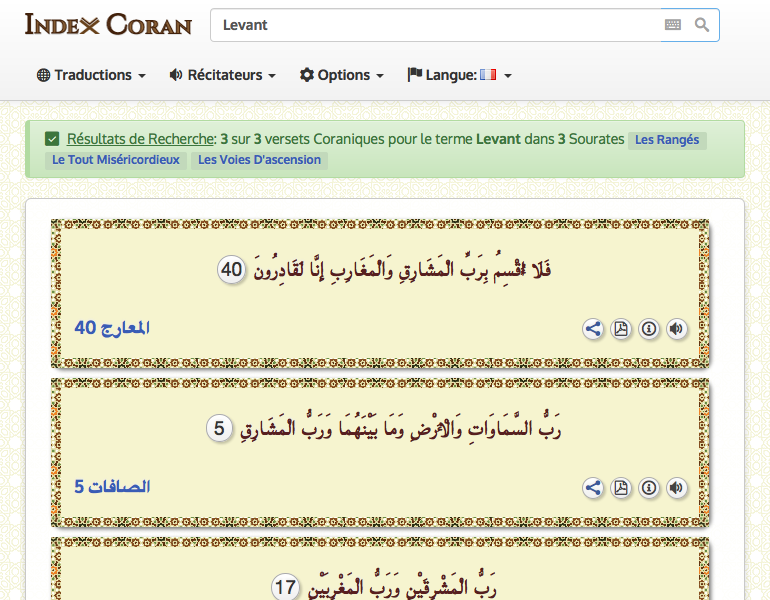 Index Coran
Levant
Traductions
Récitateurs
Options
Langue:
Résultats de Recherche: 3 sur 3 versets Coraniques pour le terme Levant dans 3 Sourates Les Rangés
Le Tout Miséricordieux Les Voies D'ascension
فَلَا أُقْسِمُ بِرَبِّ الْمَشَارِقِ وَالْمَغَارِبِ إِنَّا لَقَادِرُونَ 40
المعارج 40
رَبُّ السَّمَاوَاتِ وَالْأَرْضِ وَمَا بَيْنَهُمَا وَرَبُّ الْمَشَارِقِ 5
الصافات 5
رَبُّ الْمَشْرِقَيْنِ وَرَبُّ الْمَغْرِبَيْنِ 17